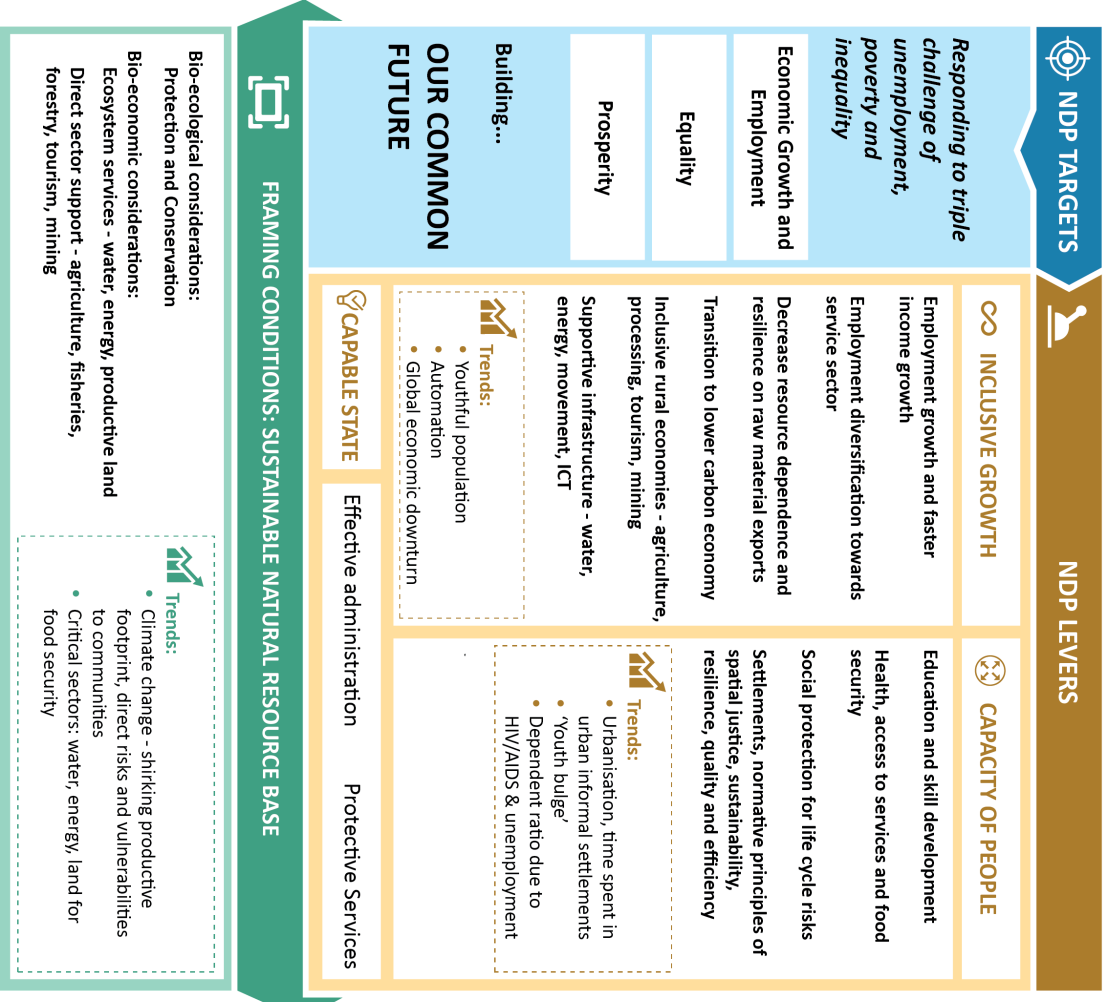 NDP TARGETS
NDP LEVERS
Responding to triple
challenge of
unemployment,
poverty and
inequality
Economic Growth and
Employment
Equality
Prosperity
Building...
OUR COMMON
FUTURE
INCLUSIVE GROWTH
Employment growth and faster
income growth
Employment diversification towards
service sector
Decrease resource dependence and
resilience on raw material exports
Transition to lower carbon economy
Inclusive rural economies - agriculture,
processing, tourism, mining
Supportive infrastructure - water,
energy, movement, ICT
Trends:
• Youthful population
• Automation
• Global economic downturn
CAPACITY OF PEOPLE
Education and skill development
Health, access to services and food
security
Social protection for life cycle risks
Settlements, normative principles of
spatial justice, sustainability,
resilience, quality and efficiency
Trends:
• Urbanisation, time spent in
urban informal settlements
• ‘Youth bulge’
• Dependent ratio due to
HIV/AIDS & unemployment
.
CAPABLE STATE
Effective administration
Protective Services
FRAMING CONDITIONS: SUSTAINABLE NATURAL RESOURCE BASE
Bio-ecological considerations:
Protection and Conservation
Bio-economic considerations:
Ecosystem services - water, energy, productive land
Direct sector support - agriculture, fisheries,
forestry, tourism, mining
Trends:
• Climate change - shirking productive
footprint, direct risks and vulnerabilities
to communities
• Critical sectors: water, energy, land for
food security